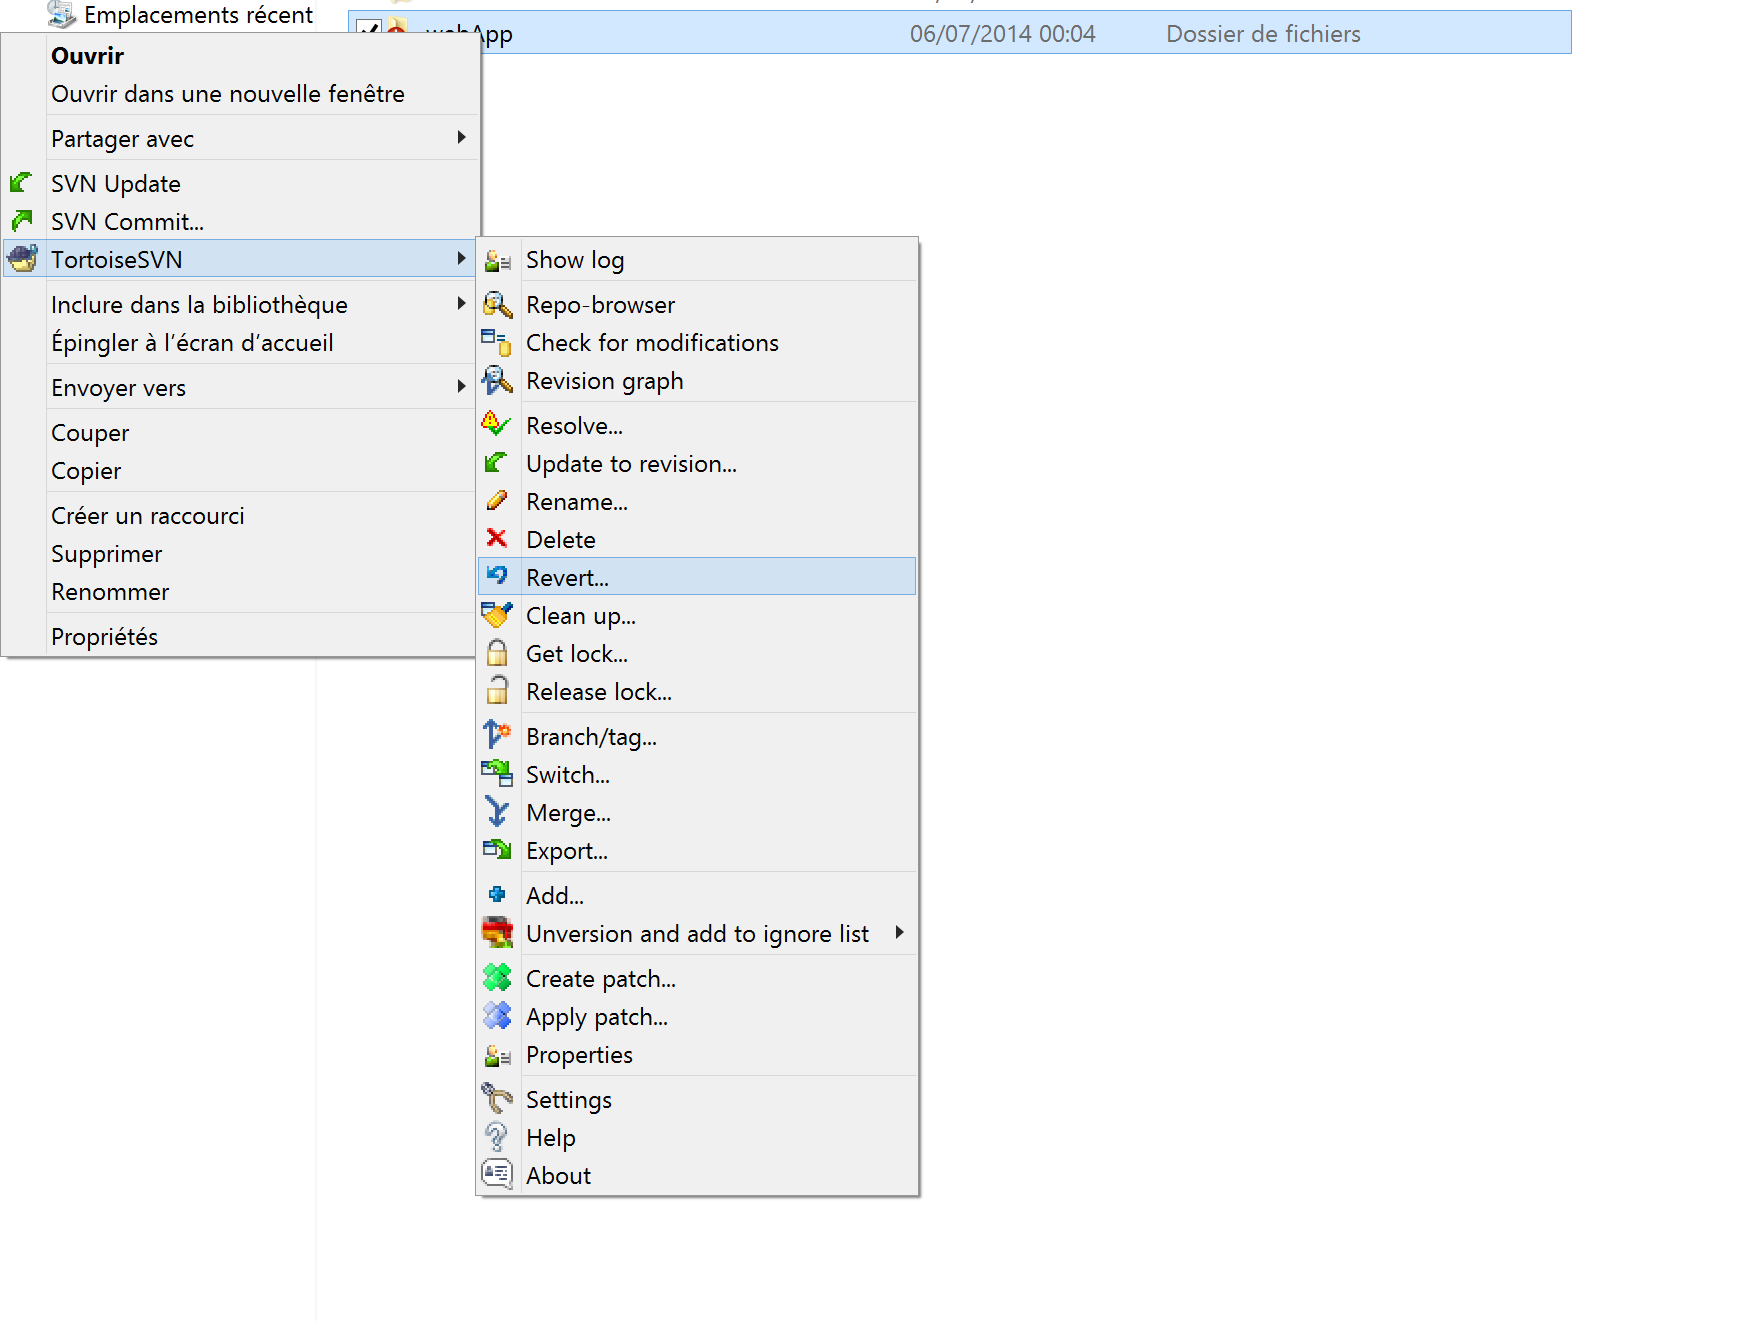 Emplacements récent
webApp 06/07/2014 00:04 Dossier de fichiers
Ouvrir
Ouvrir dans une nouvelle fenêtre
Partager avec
SVN Update
SVN Commit...
TortoiseSVN
Inclure dans la bibliothèque
Épingler à l’écran d’accueil
Envoyer vers
Couper
Copier
Créer un raccourci
Supprimer
Renommer
Propriétés
Show log
Repo-browser
Check for modifications
Revision graph
Resolve...
Update to revision...
Rename...
Delete
Revert...
Clean up...
Get lock...
Release lock...
Branch/tag...
Switch...
Merge...
Export...
Add...
Unversion and add to ignore list
Create patch...
Apply patch...
Properties
Settings
Help
About